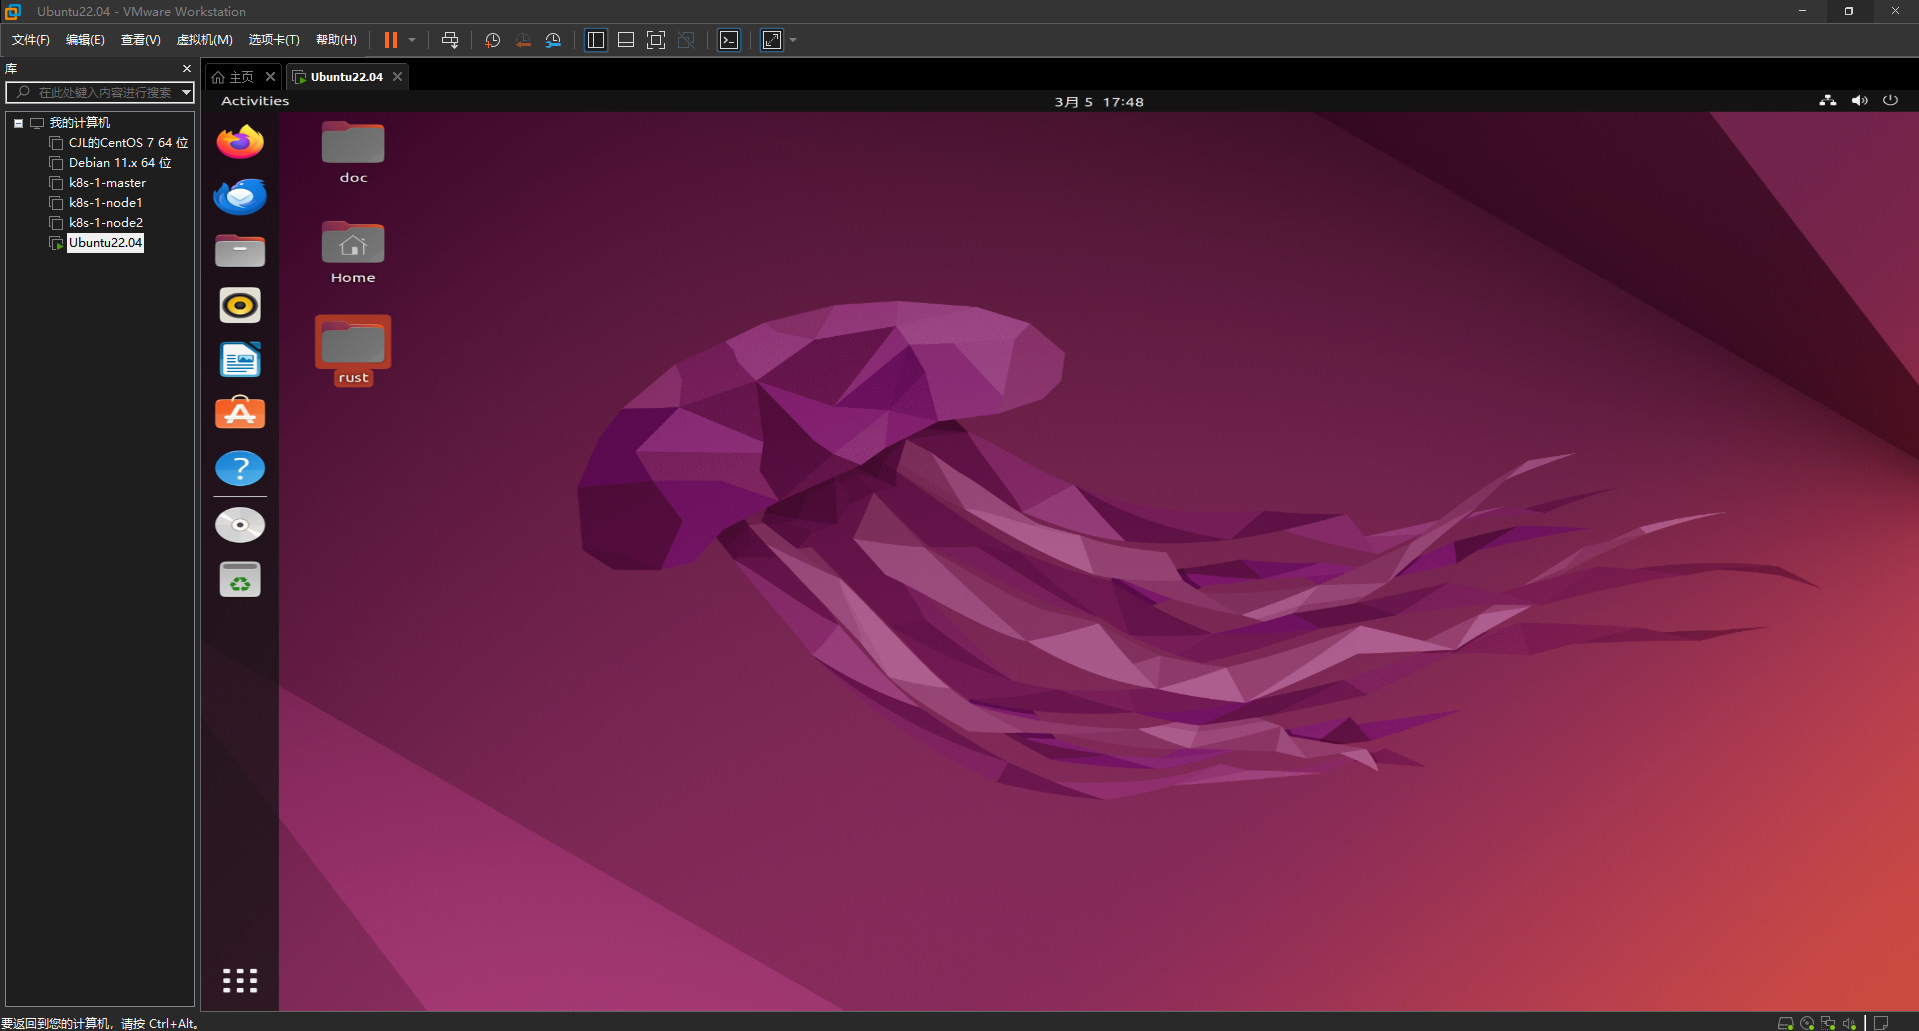 Ubuntu22.04 - VMware Workstation
文件(F) 编辑(E) 查看(V) 虚拟机(M) 选项卡(T) 帮助(H)
库
在此处键入内容进行搜索
我的计算机
CJL的CentOS 7 64 位
Debian 11.x 64 位
k8s-1-master
k8s-1-node1
k8s-1-node2
Ubuntu22.04
主页
Ubuntu22.04
Activities
3月 5 17:48
doc
Home
rust
要返回到您的计算机，请按 Ctrl+Alt。